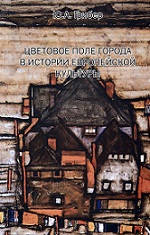 Ю.А. Грибер
ЦВЕТОВОЕ ПОЛЕ ГОРОДА
В ИСТОРИИ ЕВРОПЕЙСКОЙ
КУЛЬТУРЫ